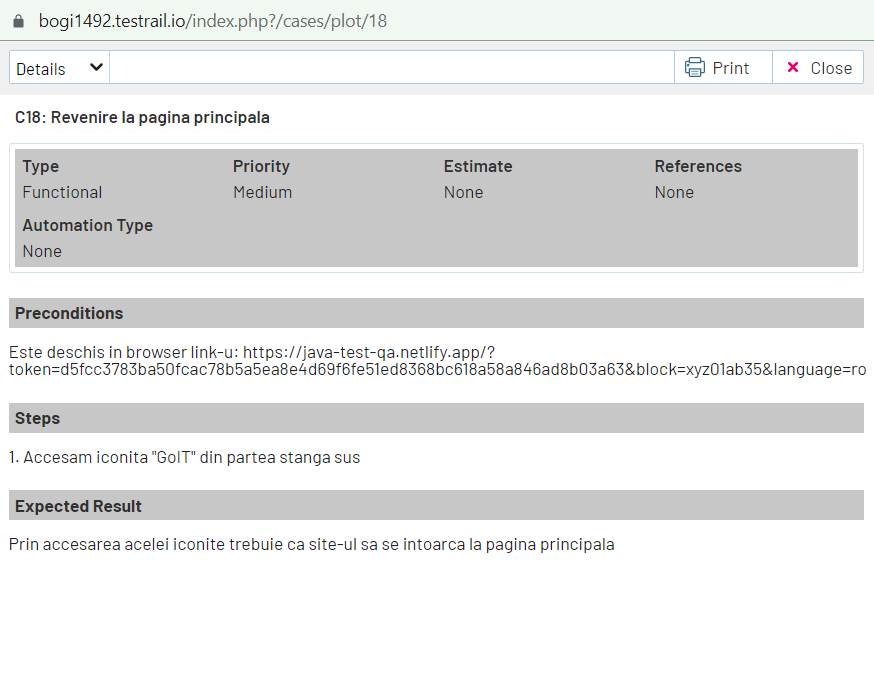 bogi1492.testrail.io/index.php?/cases/plot/18
Details
Print
Close
C18: Revenire la pagina principala
Type Priority Estimate References
Functional Medium None None
Automation Type
None
Preconditions
Este deschis in browser link-u: https://java-test-qa.netlify.app/?
token=d5fcc3783ba50fcac78b5a5ea8e4d69f6fe51ed8368bc618a58a846ad8b03a63&block=xyz01ab35&language=ro
Steps
1. Accesam iconita "GoIT" din partea stanga sus
Expected Result
Prin accesarea acelei iconite trebuie ca site-ul sa se intoarca la pagina principala